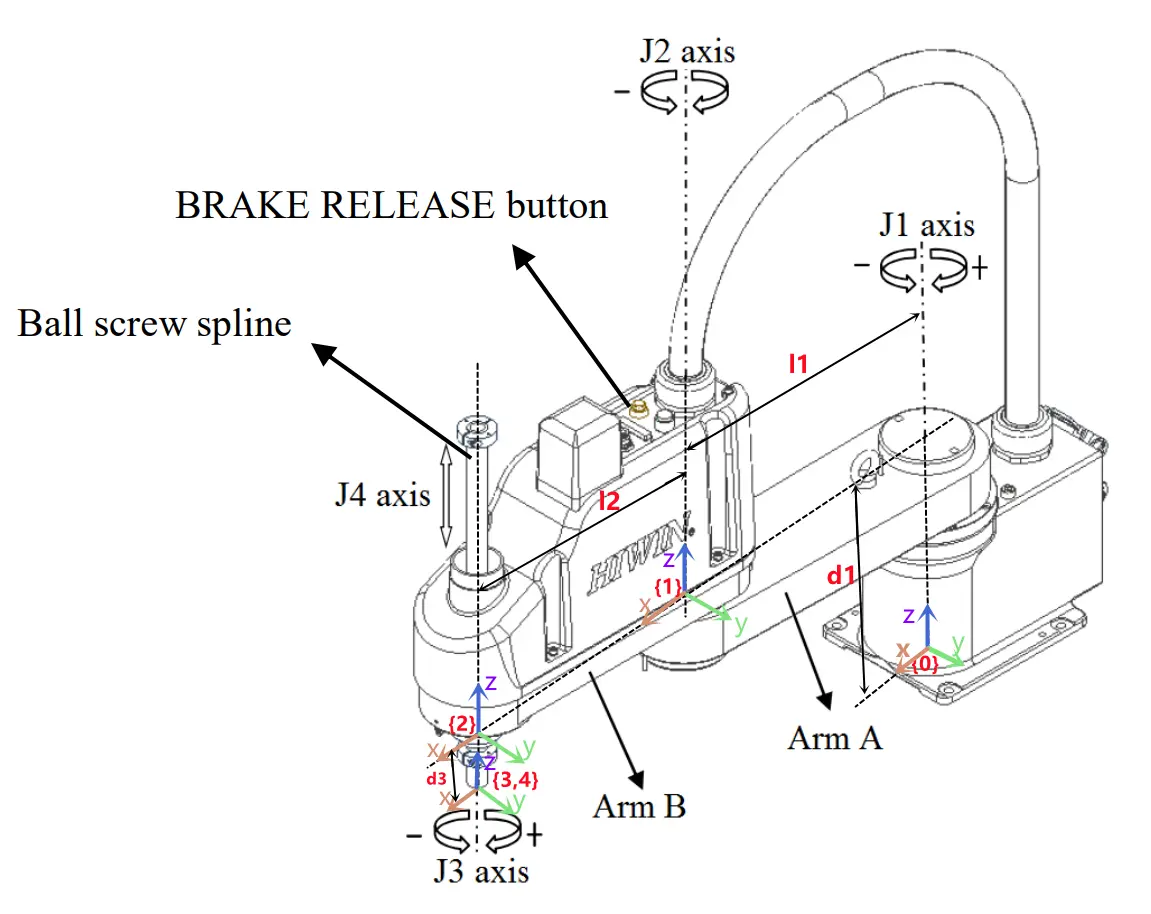 J2 axis
−
BRAKE RELEASE button
J1 axis
− +
Ball screw spline
l1
J4 axis
l2
HIWIN
d1
z
{1}
x
y
z
y
x
{0}
z
{2}
Arm A
x
y
z
d3
{3,4}
x
y
Arm B
− +
J3 axis